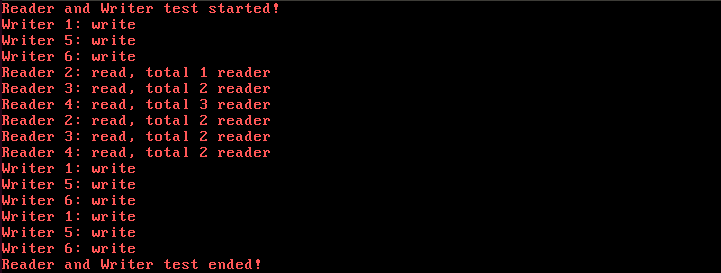 Reader and Writer test started!
Writer 1: write
Writer 5: write
Writer 6: write
Reader 2: read, total 1 reader
Reader 3: read, total 2 reader
Reader 4: read, total 3 reader
Reader 2: read, total 2 reader
Reader 3: read, total 2 reader
Reader 4: read, total 2 reader
Writer 1: write
Writer 5: write
Writer 6: write
Writer 1: write
Writer 5: write
Writer 6: write
Reader and Writer test ended!